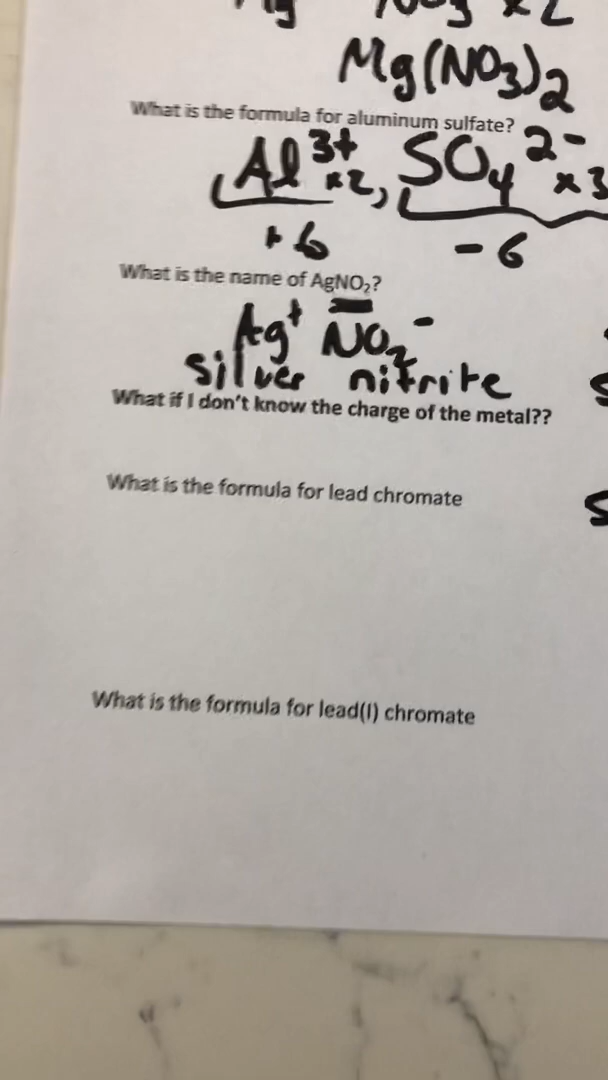 Mg(NO₃)₂
What is the formula for aluminum sulfate?
Al³⁺ ×2, SO₄²⁻ ×3
+6 -6
What is the name of AgNO₂?
Ag⁺ NO₂⁻
silver nitrite
What if I don't know the charge of the metal??
What is the formula for lead chromate
What is the formula for lead(I) chromate